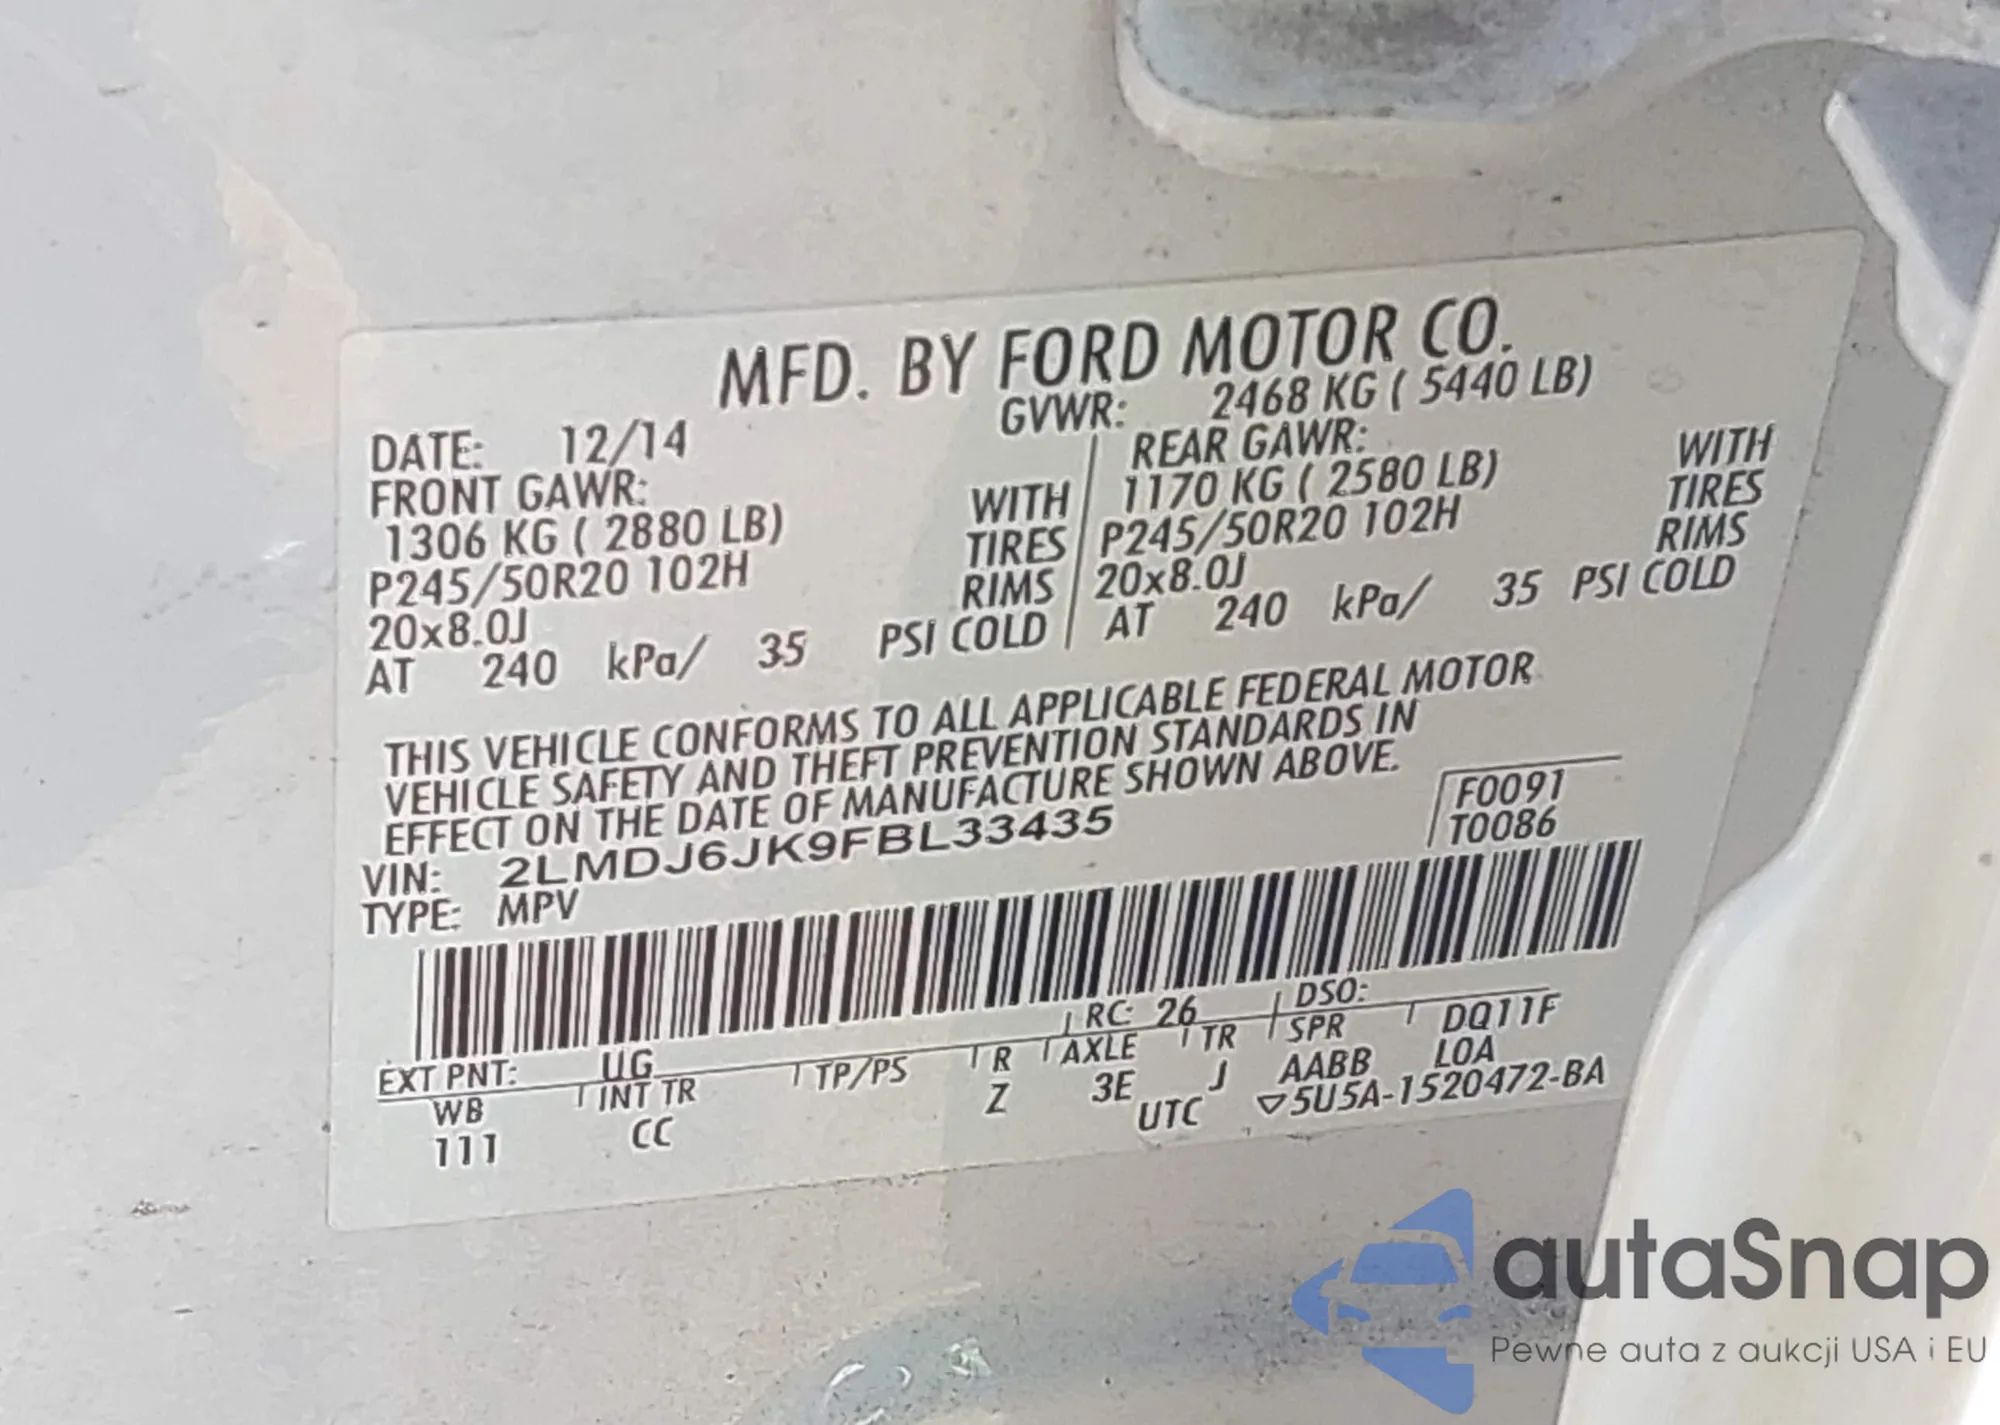 MFD. BY FORD MOTOR CO.
DATE: 12/14 GVWR: 2468 KG ( 5440 LB)
FRONT GAWR: REAR GAWR:
1306 KG ( 2880 LB) WITH 1170 KG ( 2580 LB) WITH
P245/50R20 102H TIRES P245/50R20 102H TIRES
20x8.0J RIMS 20x8.0J RIMS
AT 240 kPa/ 35 PSI COLD AT 240 kPa/ 35 PSI COLD
THIS VEHICLE CONFORMS TO ALL APPLICABLE FEDERAL MOTOR
VEHICLE SAFETY AND THEFT PREVENTION STANDARDS IN
EFFECT ON THE DATE OF MANUFACTURE SHOWN ABOVE.
VIN: 2LMDJ6JK9FBL33435 F0091
TYPE: MPV T0086
EXT PNT: UG RC: 26 DSO:
WB INT TR TP/PS R AXLE TR SPR DQ11F
111 CC Z 3E J AABB LOA
UTC ▽5U5A-1520472-BA
autaSnap
Pewne auta z aukcji USA i EU